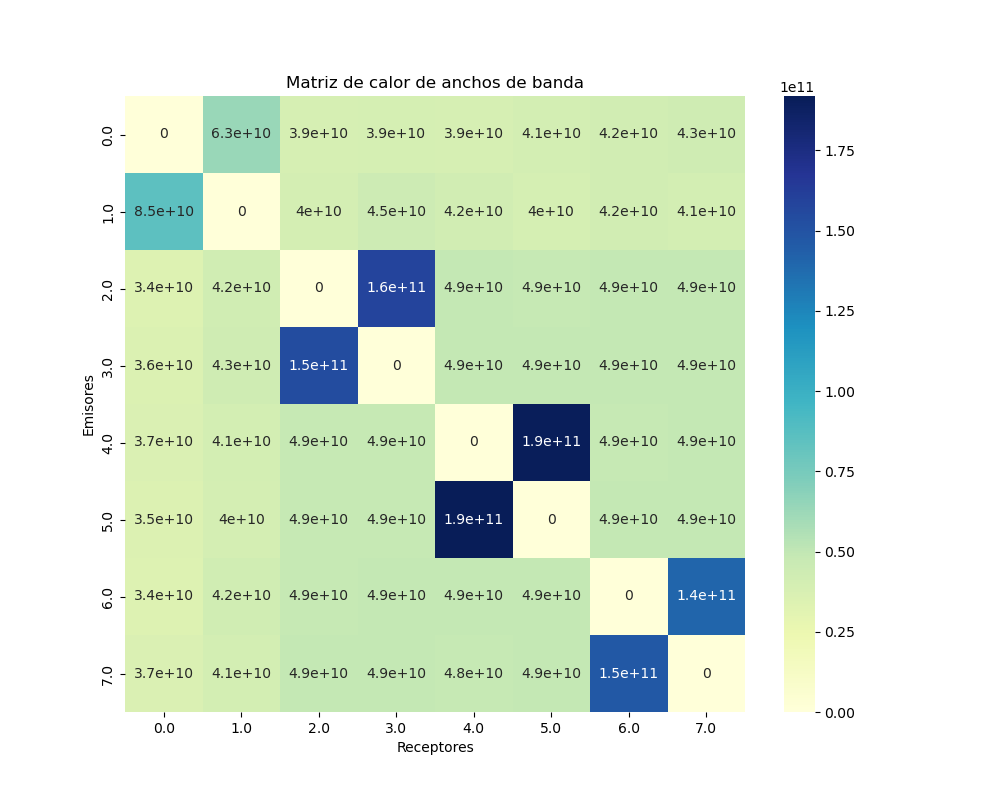 Matriz de calor de anchos de banda
1e11
0.0 0 6.3e+10 3.9e+10 3.9e+10 3.9e+10 4.1e+10 4.2e+10 4.3e+10
1.0 8.5e+10 0 4e+10 4.5e+10 4.2e+10 4e+10 4.2e+10 4.1e+10
2.0 3.4e+10 4.2e+10 0 1.6e+11 4.9e+10 4.9e+10 4.9e+10 4.9e+10
3.0 3.6e+10 4.3e+10 1.5e+11 0 4.9e+10 4.9e+10 4.9e+10 4.9e+10
4.0 3.7e+10 4.1e+10 4.9e+10 4.9e+10 0 1.9e+11 4.9e+10 4.9e+10
5.0 3.5e+10 4e+10 4.9e+10 4.9e+10 1.9e+11 0 4.9e+10 4.9e+10
6.0 3.4e+10 4.2e+10 4.9e+10 4.9e+10 4.9e+10 4.9e+10 0 1.4e+11
7.0 3.7e+10 4.1e+10 4.9e+10 4.9e+10 4.8e+10 4.9e+10 1.5e+11 0
0.0 1.0 2.0 3.0 4.0 5.0 6.0 7.0
Receptores
Emisores
1.75
1.50
1.25
1.00
0.75
0.50
0.25
0.00